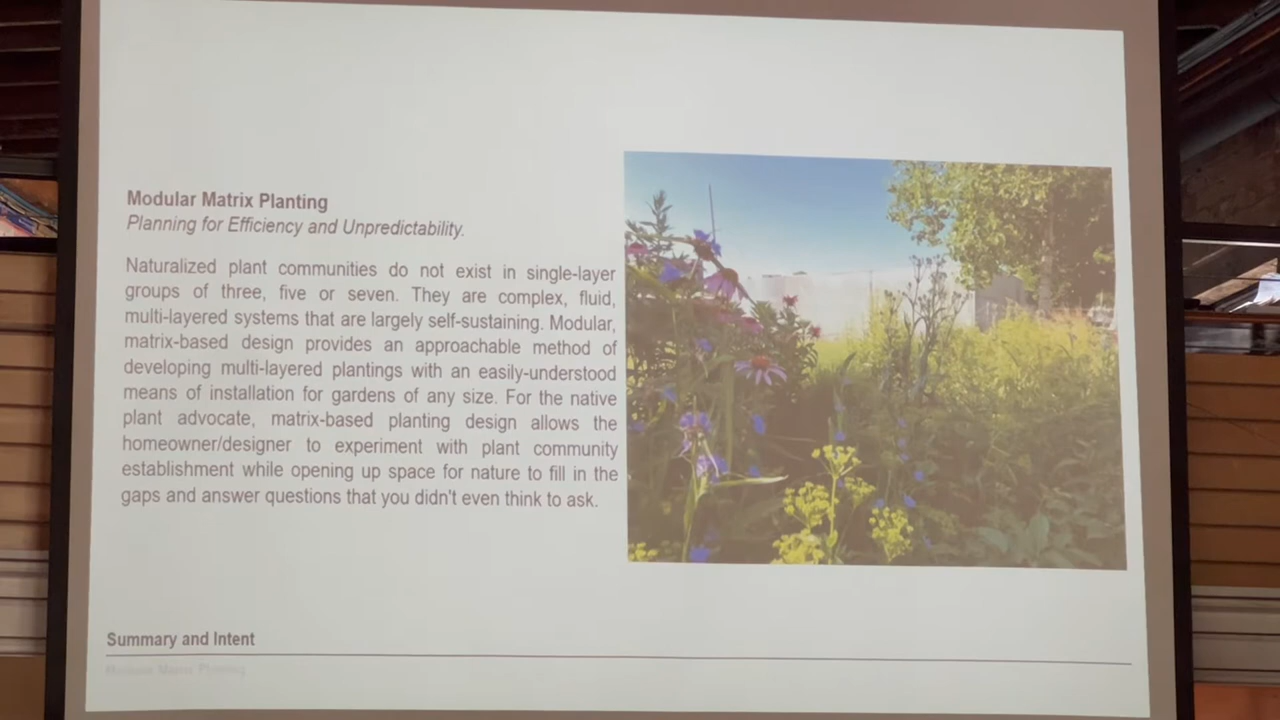 Modular Matrix Planting
Planning for Efficiency and Unpredictability.
Naturalized plant communities do not exist in single-layer
groups of three, five or seven. They are complex, fluid,
multi-layered systems that are largely self-sustaining. Modular,
matrix-based design provides an approachable method of
developing multi-layered plantings with an easily-understood
means of installation for gardens of any size. For the native
plant advocate, matrix-based planting design allows the
homeowner/designer to experiment with plant community
establishment while opening up space for nature to fill in the
gaps and answer questions that you didn't even think to ask.
Summary and Intent
Modular Matrix Planting